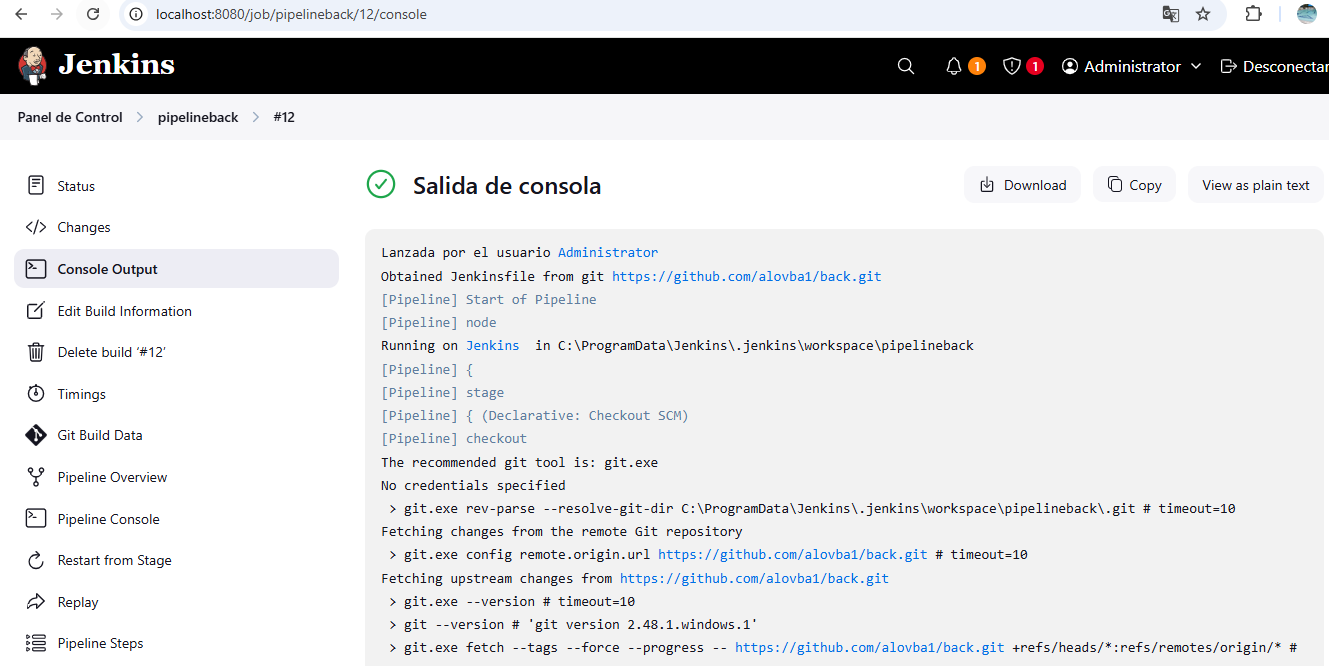 localhost:8080/job/pipelineback/12/console
Jenkins
1
1
Administrator
Desconectar
Panel de Control > pipelineback > #12
Status
Changes
Console Output
Edit Build Information
Delete build ‘#12’
Timings
Git Build Data
Pipeline Overview
Pipeline Console
Restart from Stage
Replay
Pipeline Steps
Salida de consola
Download
Copy
View as plain text
Lanzada por el usuario Administrator
Obtained Jenkinsfile from git https://github.com/alovba1/back.git
[Pipeline] Start of Pipeline
[Pipeline] node
Running on Jenkins in C:\ProgramData\Jenkins\.jenkins\workspace\pipelineback
[Pipeline] {
[Pipeline] stage
[Pipeline] { (Declarative: Checkout SCM)
[Pipeline] checkout
The recommended git tool is: git.exe
No credentials specified
> git.exe rev-parse --resolve-git-dir C:\ProgramData\Jenkins\.jenkins\workspace\pipelineback\.git # timeout=10
Fetching changes from the remote Git repository
> git.exe config remote.origin.url https://github.com/alovba1/back.git # timeout=10
Fetching upstream changes from https://github.com/alovba1/back.git
> git.exe --version # timeout=10
> git --version # 'git version 2.48.1.windows.1'
> git.exe fetch --tags --force --progress -- https://github.com/alovba1/back.git +refs/heads/*:refs/remotes/origin/* #